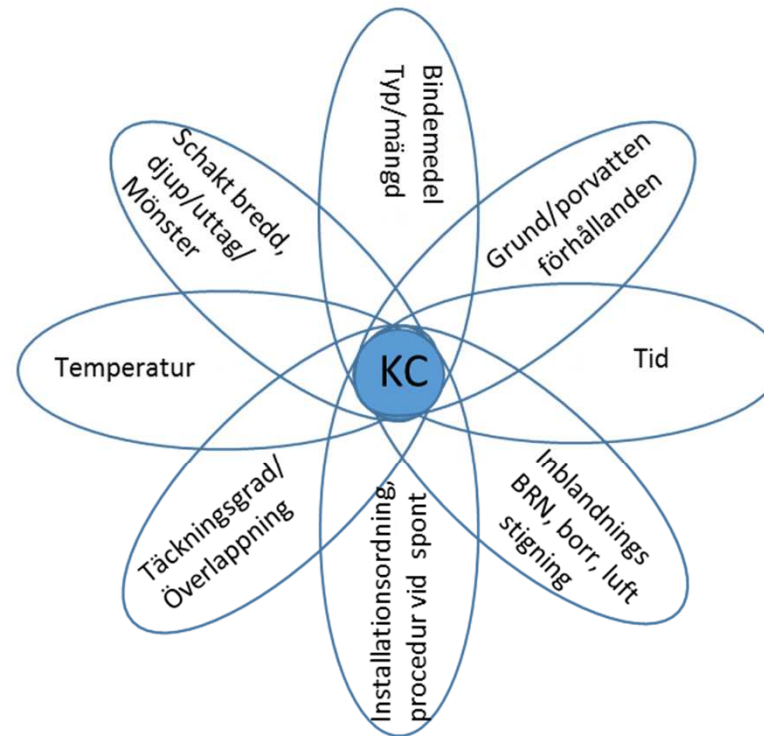 Bindemedel
Typ/mängd
Grund/porvatten
förhållanden
Tid
Inblandnings
BRN, borr, luft
stigning
Installationsordning,
procedur vid spont
Täckningsgrad/
Överlappning
Temperatur
Schakt bredd,
djup/uttag/
Mönster
KC